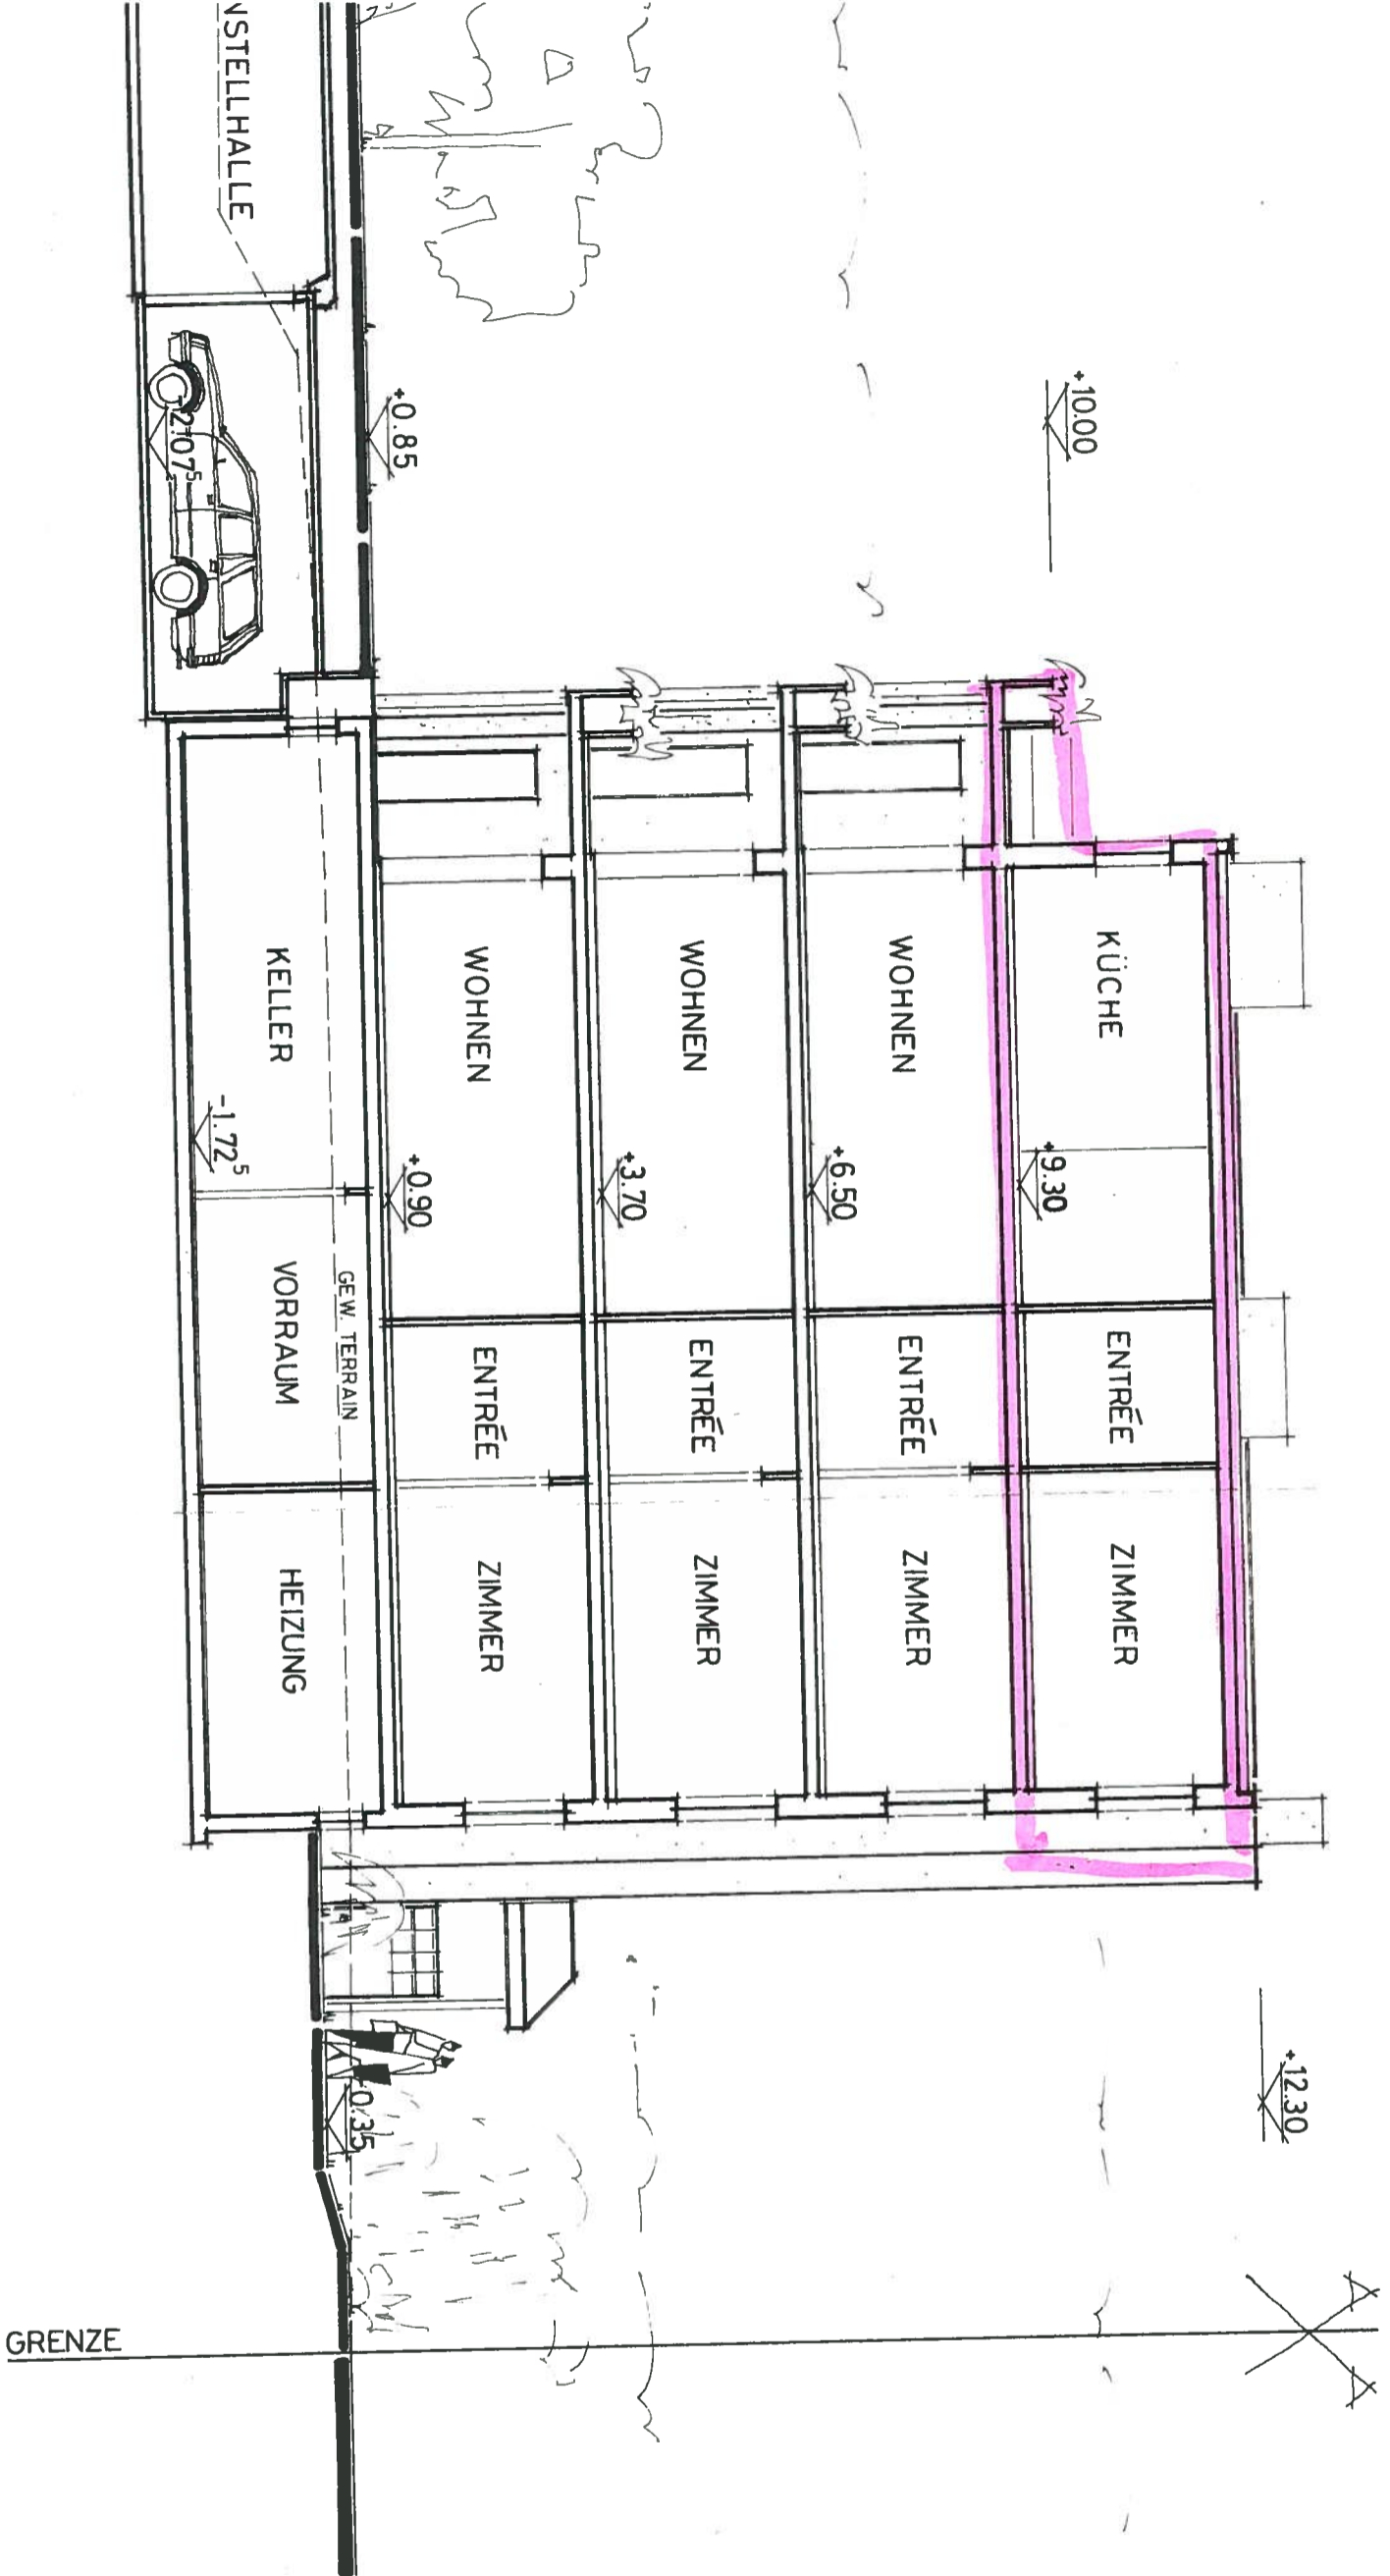 +12.30
+10.00
KÜCHE
ENTRÉE
ZIMMER
+9.30
WOHNEN
ENTRÉE
ZIMMER
+6.50
WOHNEN
ENTRÉE
ZIMMER
+3.70
WOHNEN
ENTRÉE
ZIMMER
+0.90
+0.85
GEW. TERRAIN
NSTELLHALLE
KELLER
VORRAUM
HEIZUNG
-2.07⁵
-1.72⁵
0.35
A A
GRENZE